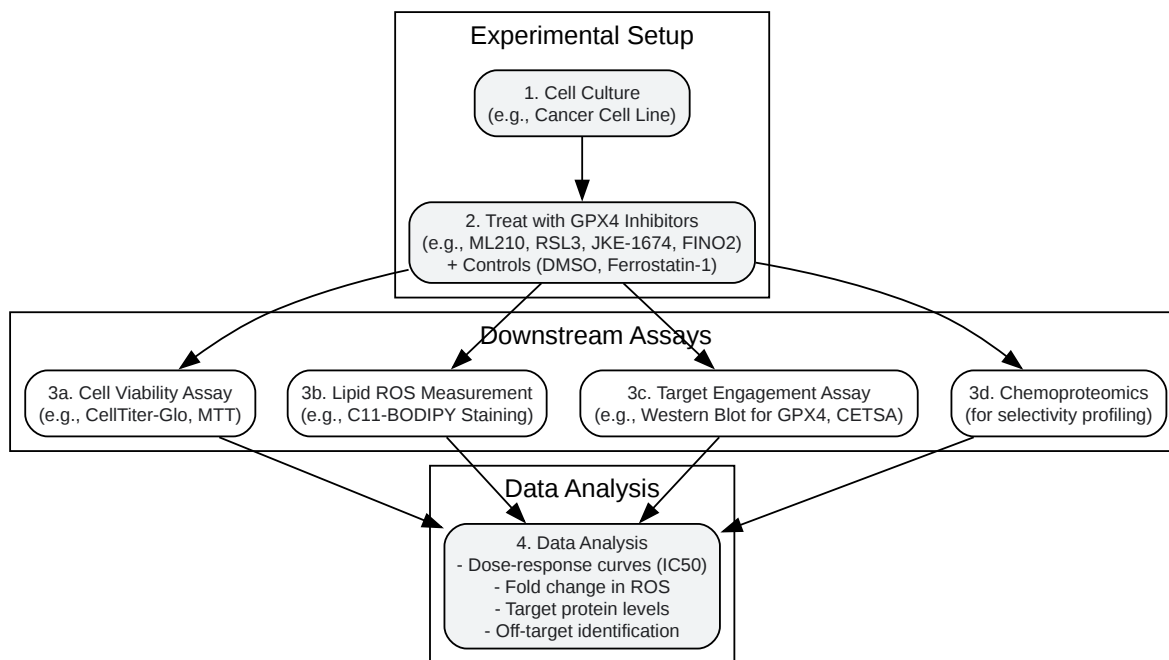 Experimental Setup
1. Cell Culture
(e.g., Cancer Cell Line)
2. Treat with GPX4 Inhibitors
(e.g., ML210, RSL3, JKE-1674, FINO2)
+ Controls (DMSO, Ferrostatin-1)
Downstream Assays
3a. Cell Viability Assay
(e.g., CellTiter-Glo, MTT)
3b. Lipid ROS Measurement
(e.g., C11-BODIPY Staining)
3c. Target Engagement Assay
(e.g., Western Blot for GPX4, CETSA)
3d. Chemoproteomics
(for selectivity profiling)
Data Analysis
4. Data Analysis
- Dose-response curves (IC50)
- Fold change in ROS
- Target protein levels
- Off-target identification